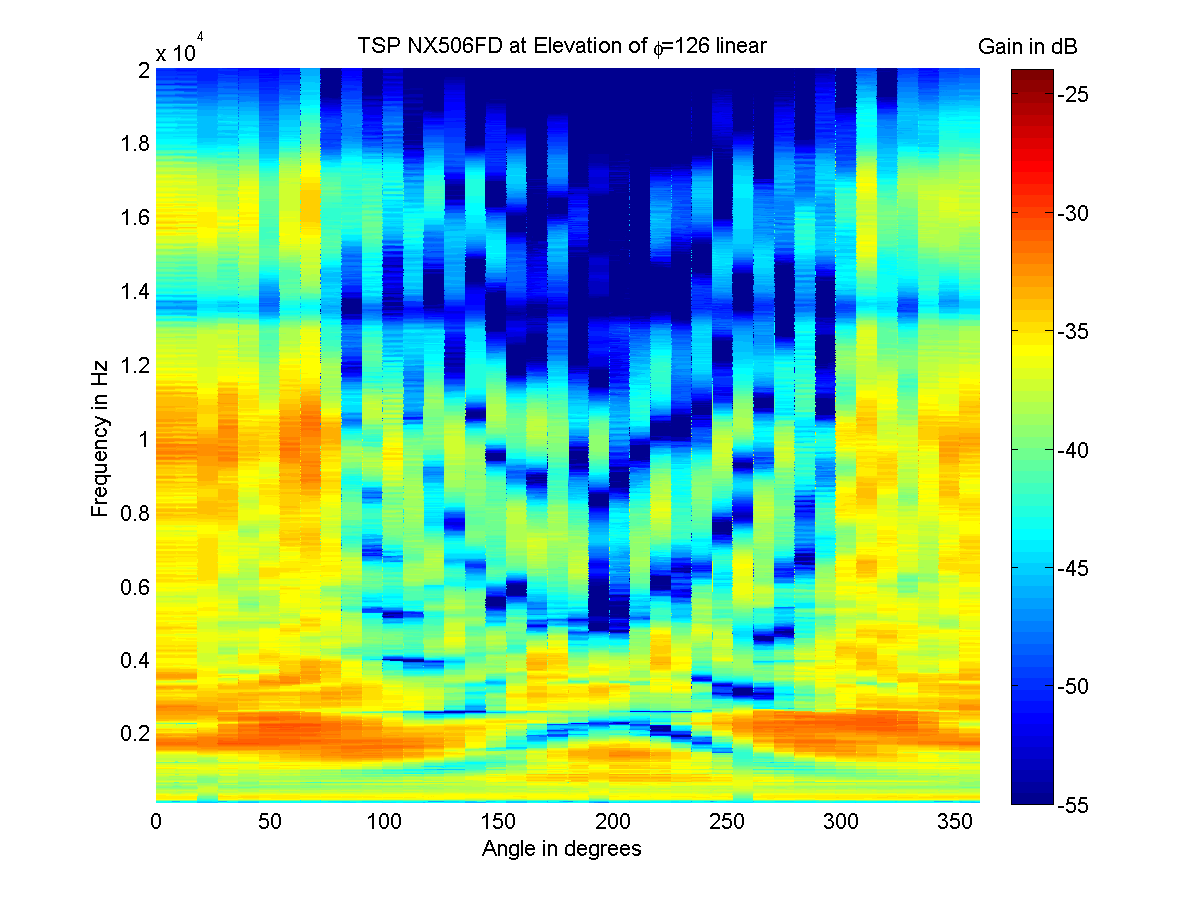 TSP NX506FD at Elevation of ϕ=126 linear
Gain in dB
x 10^4
2
1.8
1.6
1.4
1.2
1
0.8
0.6
0.4
0.2
Frequency in Hz
0 50 100 150 200 250 300 350
Angle in degrees
-25
-30
-35
-40
-45
-50
-55